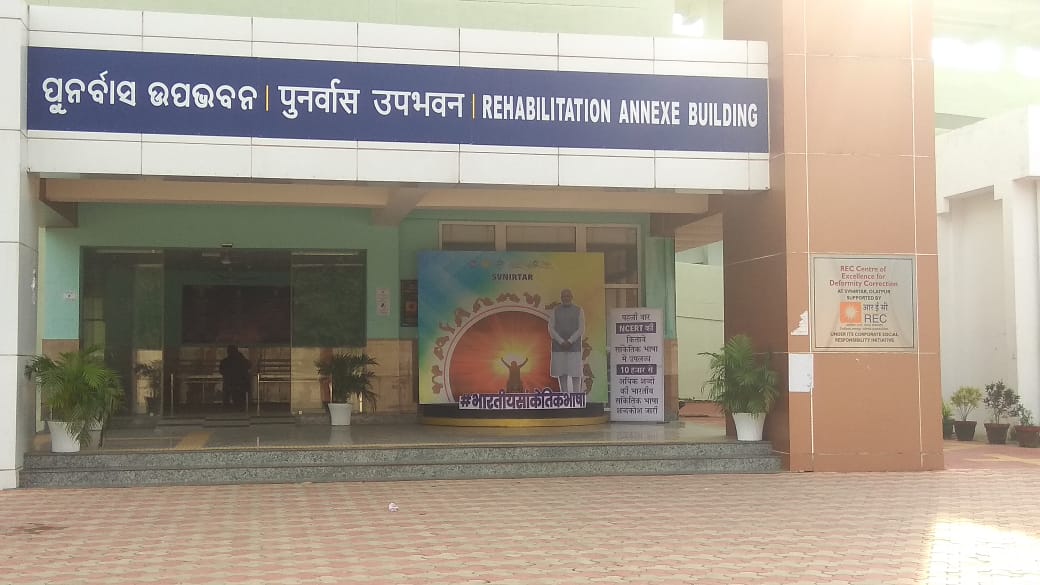 ପୁନର୍ବାସ ଉପଭବନ | पुनर्वास उपभवन | REHABILITATION ANNEXE BUILDING
SVNIRTAR
#भारतीयसांकेतिकभाषा
पहली बार
NCERT की
किताबें
सांकेतिक भाषा
में उपलब्ध
10 हजार से
अधिक शब्दों
की भारतीय
सांकेतिक भाषा
शब्दकोश जारी
REC Centre of
Excellence for
Deformity Correction
AT SVNIRTAR, OLATPUR
SUPPORTED BY
आर ई सी
REC
UNDER ITS CORPORATE SOCIAL
RESPONSIBILITY INITIATIVE